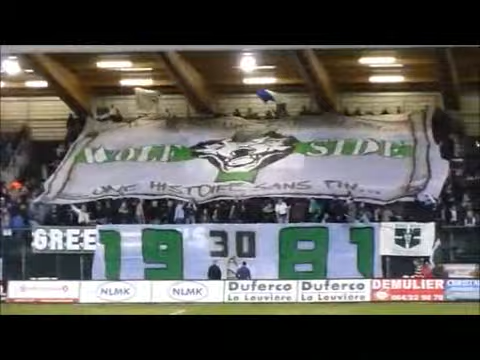 WOLF SIDE
UNE HISTOIRE SANS FIN...
GREE
19 30 81
NLMK
NLMK
Duferco
La Louvière
Duferco
La Louvière
DEMULIER